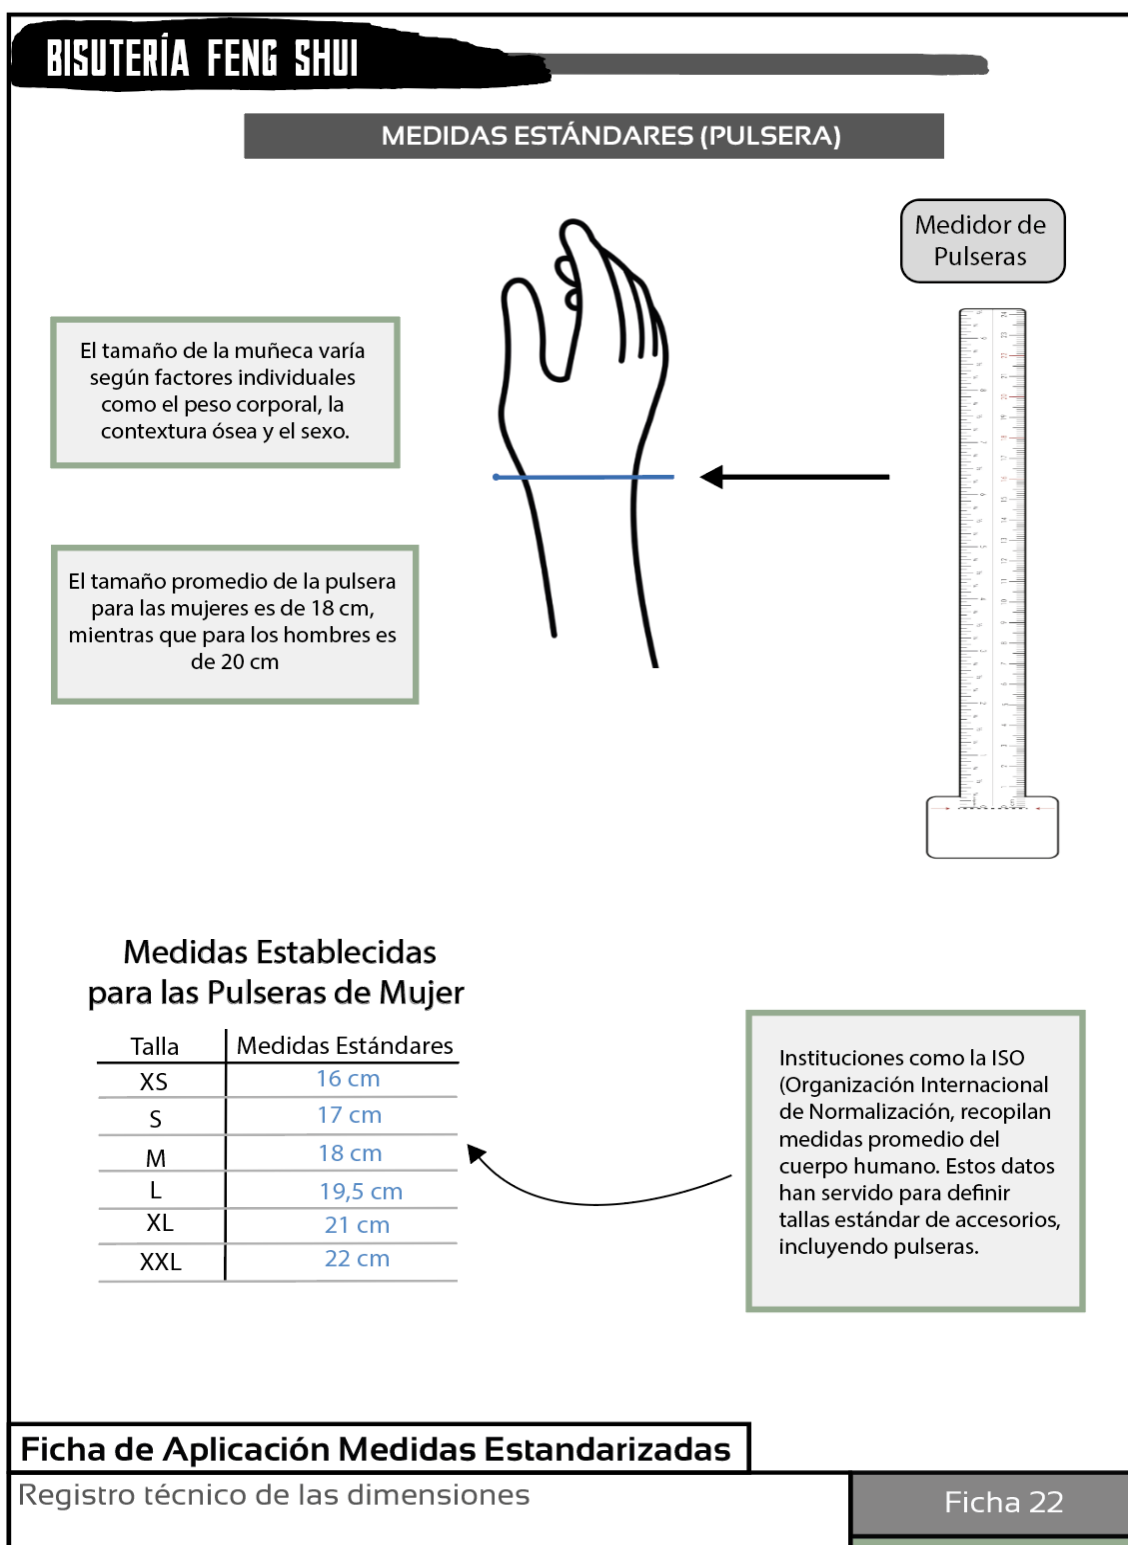 BISUTERÍA FENG SHUI
MEDIDAS ESTÁNDARES (PULSERA)
Medidor de
Pulseras
El tamaño de la muñeca varía
según factores individuales
como el peso corporal, la
contextura ósea y el sexo.
El tamaño promedio de la pulsera
para las mujeres es de 18 cm,
mientras que para los hombres es
de 20 cm
Medidas Establecidas
para las Pulseras de Mujer
Talla Medidas Estándares
XS 16 cm
S 17 cm
M 18 cm
L 19,5 cm
XL 21 cm
XXL 22 cm
Instituciones como la ISO
(Organización Internacional
de Normalización, recopilan
medidas promedio del
cuerpo humano. Estos datos
han servido para definir
tallas estándar de accesorios,
incluyendo pulseras.
Ficha de Aplicación Medidas Estandarizadas
Registro técnico de las dimensiones
Ficha 22